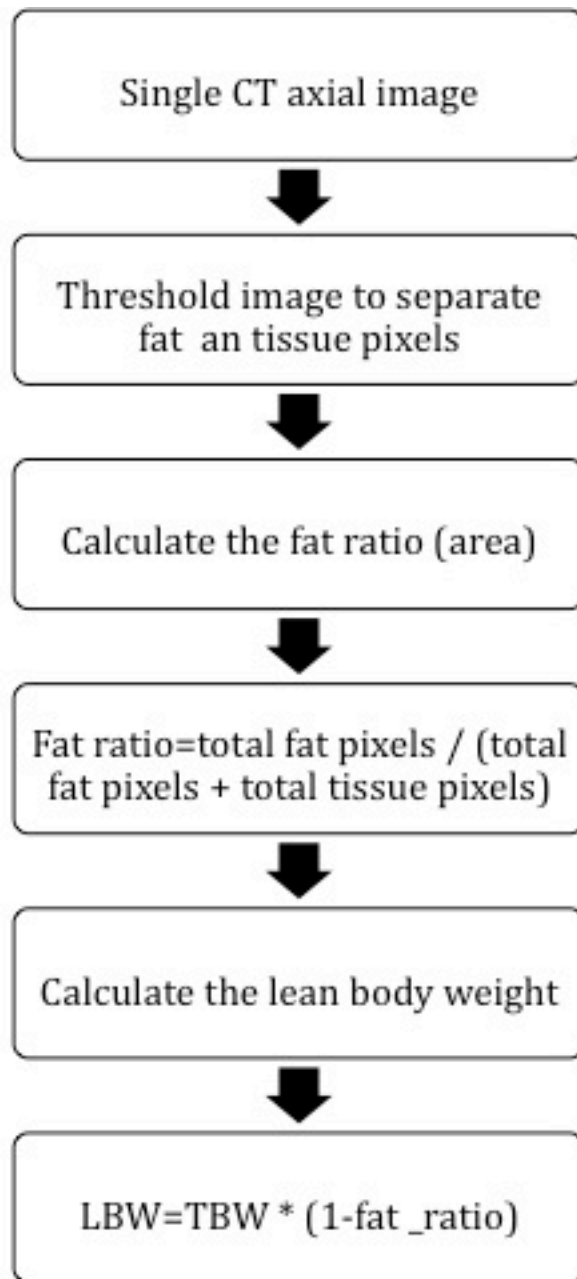 Single CT axial image
Threshold image to separate
fat an tissue pixels
Calculate the fat ratio (area)
Fat ratio=total fat pixels / (total
fat pixels + total tissue pixels)
Calculate the lean body weight
LBW=TBW * (1-fat _ratio)